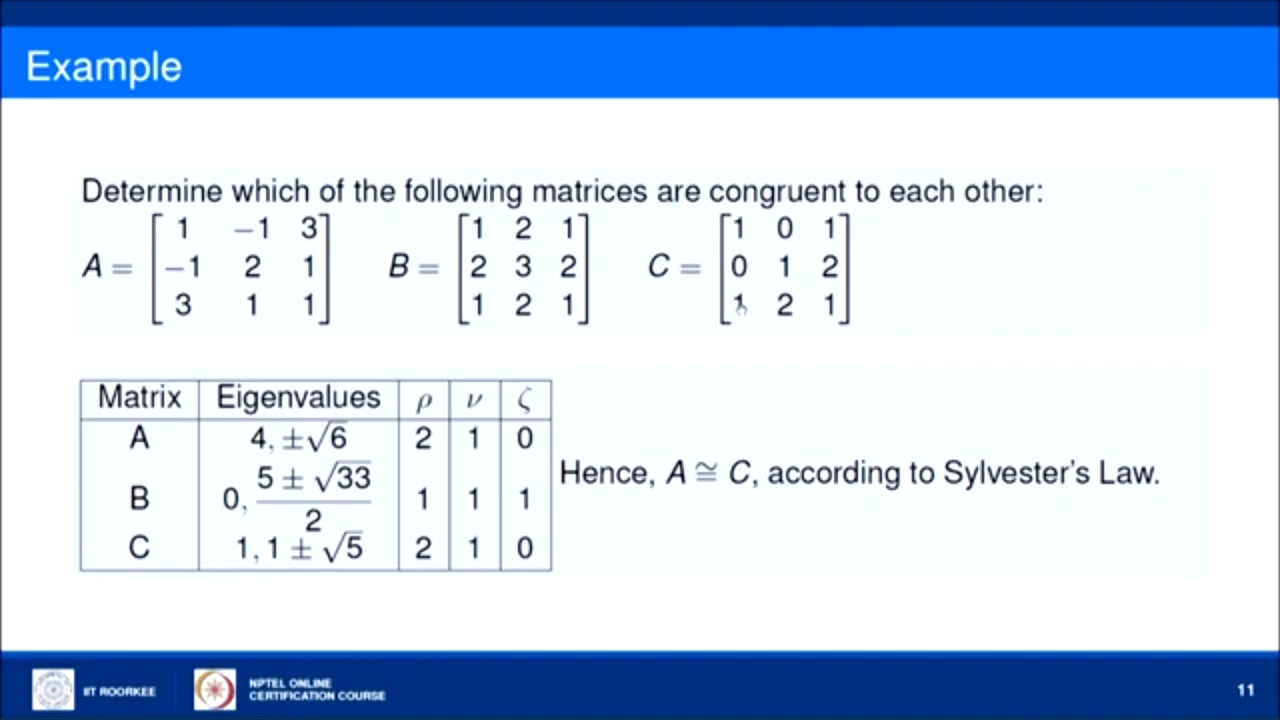 Example
Determine which of the following matrices are congruent to each other:
A = [1 −1 3; −1 2 1; 3 1 1] B = [1 2 1; 2 3 2; 1 2 1] C = [1 0 1; 0 1 2; 1 2 1]
Matrix Eigenvalues ρ ν ζ
A 4, ±√6 2 1 0
B 0, (5 ± √33)/2 1 1 1
C 1, 1 ± √5 2 1 0
Hence, A ≅ C, according to Sylvester's Law.
IIT ROORKEE
NPTEL ONLINE
CERTIFICATION COURSE
11